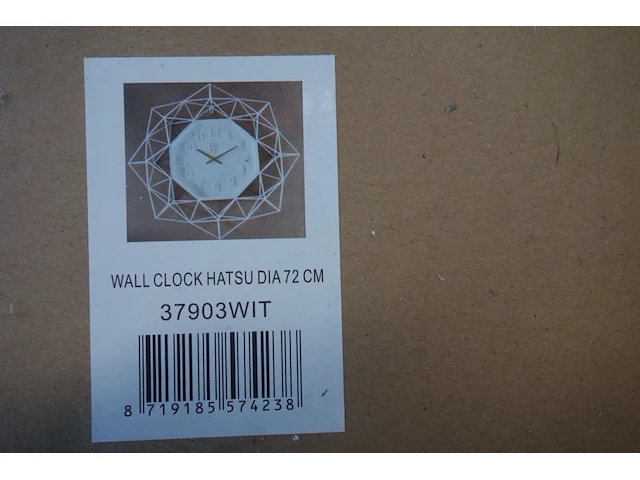 WALL CLOCK HATSU DIA 72 CM
37903WIT
8 719185 574238